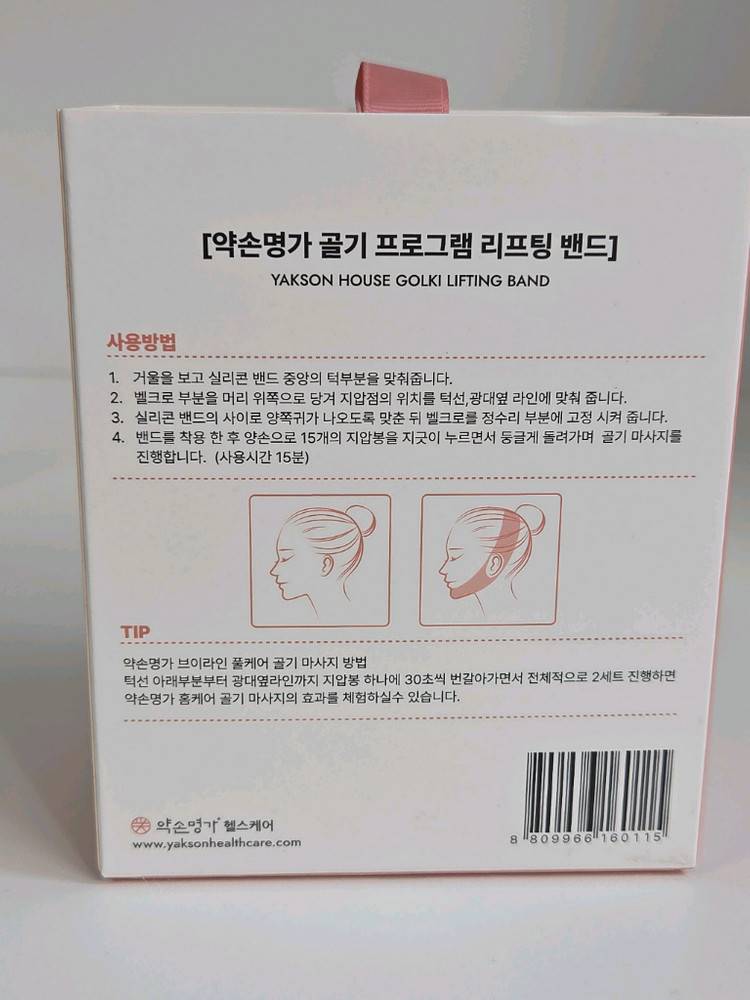 [약손명가 골기 프로그램 리프팅 밴드]
YAKSON HOUSE GOLKI LIFTING BAND
사용방법
1. 거울을 보고 실리콘 밴드 중앙의 턱부분을 맞춰줍니다.
2. 벨크로 부분을 머리 위쪽으로 당겨 지압점의 위치를 턱선,광대옆 라인에 맞춰 줍니다.
3. 실리콘 밴드의 사이로 양쪽귀가 나오도록 맞춘 뒤 벨크로를 정수리 부분에 고정 시켜 줍니다.
4. 밴드를 착용 한 후 양손으로 15개의 지압봉을 지긋이 누르면서 둥글게 돌려가며 골기 마사지를
진행합니다. (사용시간 15분)
TIP
약손명가 브이라인 풀케어 골기 마사지 방법
턱선 아래부분부터 광대옆라인까지 지압봉 하나에 30초씩 번갈아가면서 전체적으로 2세트 진행하면
약손명가 홈케어 골기 마사지의 효과를 체험하실수 있습니다.
약손명가 헬스케어
www.yaksonhealthcare.com
8 809966 160115